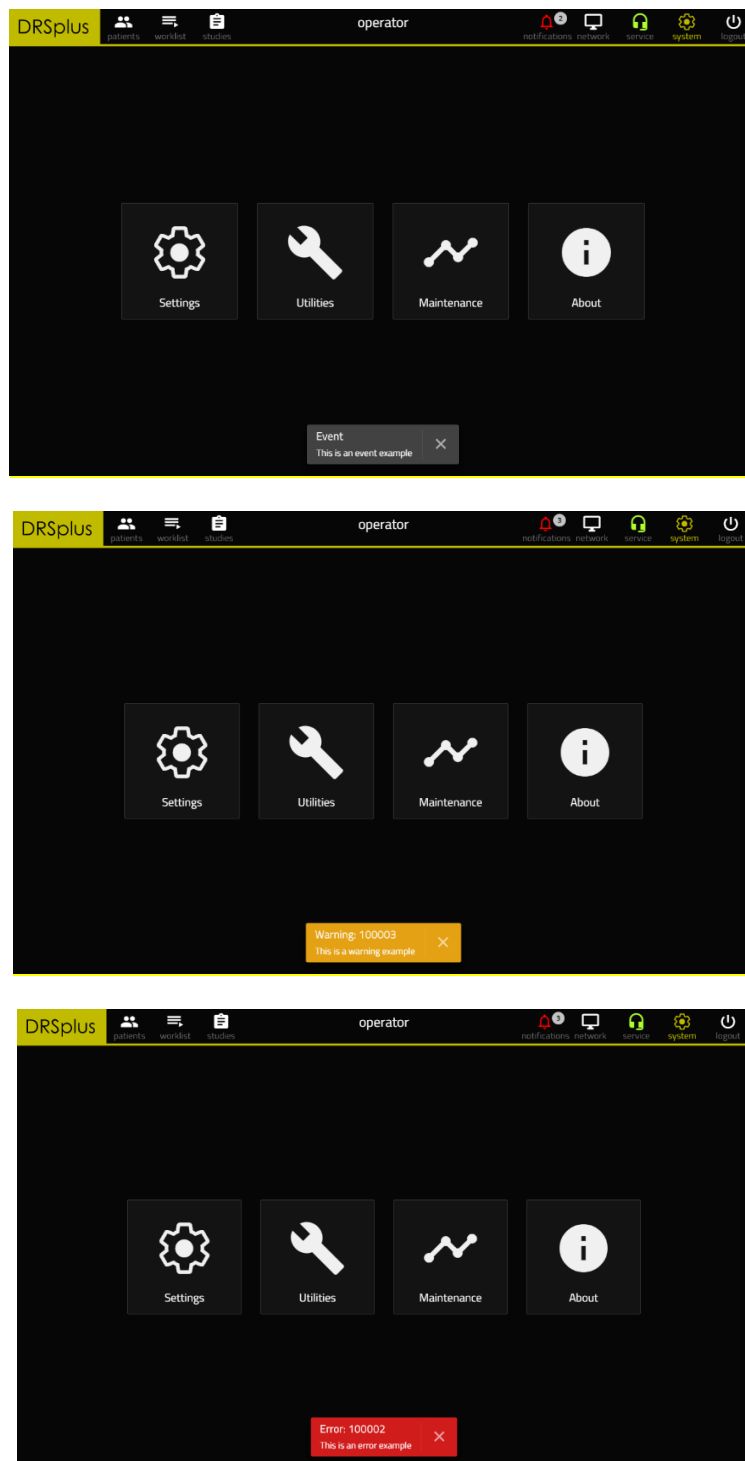 DRSplus patients worklist studies operator 2 notifications network service system logout
Settings Utilities Maintenance About
Event
This is an event example
DRSplus patients worklist studies operator 3 notifications network service system logout
Settings Utilities Maintenance About
Warning: 100003
This is a warning example
DRSplus patients worklist studies operator 3 notifications network service system logout
Settings Utilities Maintenance About
Error: 100002
This is an error example